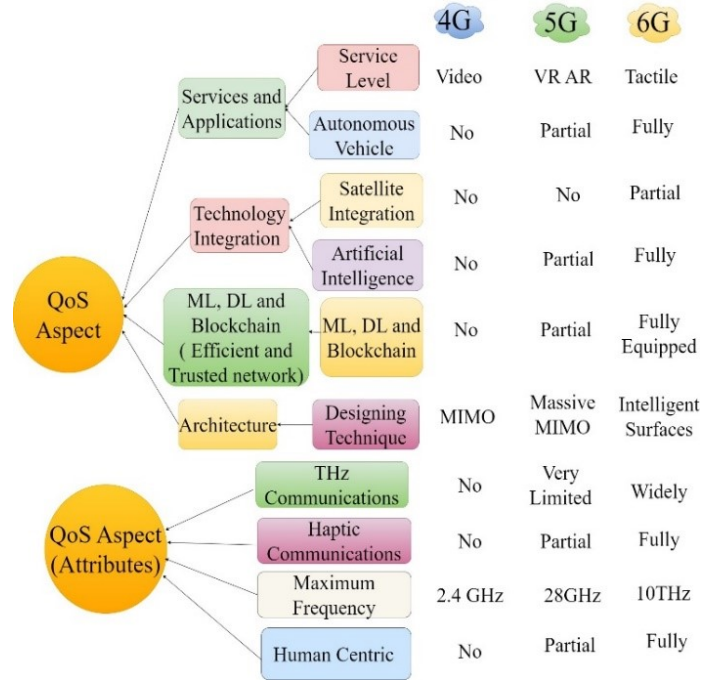 4G 5G 6G
Service
Level
Video VR AR Tactile
Services and
Applications
Autonomous
Vehicle
No Partial Fully
Satellite
Integration
No No Partial
Technology
Integration
Artificial
Intelligence
No Partial Fully
QoS
Aspect
ML, DL and
Blockchain
( Efficient and
Trusted network)
ML, DL and
Blockchain
No Partial Fully
Equipped
Architecture
Designing
Technique
MIMO Massive
MIMO
Intelligent
Surfaces
THz
Communications
No Very
Limited
Widely
QoS Aspect
(Attributes)
Haptic
Communications
No Partial Fully
Maximum
Frequency
2.4 GHz 28GHz 10THz
Human Centric
No Partial Fully